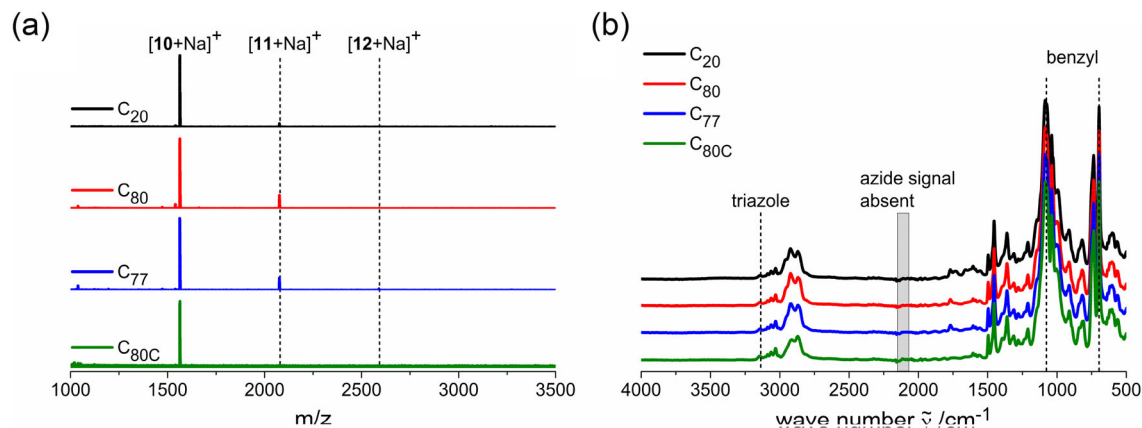 (a)
[10+Na]+ [11+Na]+ [12+Na]+
C20
C80
C77
C80C
1000 1500 2000 2500 3000 3500
m/z
(b)
C20
C80
C77
C80C
benzyl
azide signal
absent
triazole
4000 3500 3000 2500 2000 1500 1000 500
wave number ṽ /cm-1